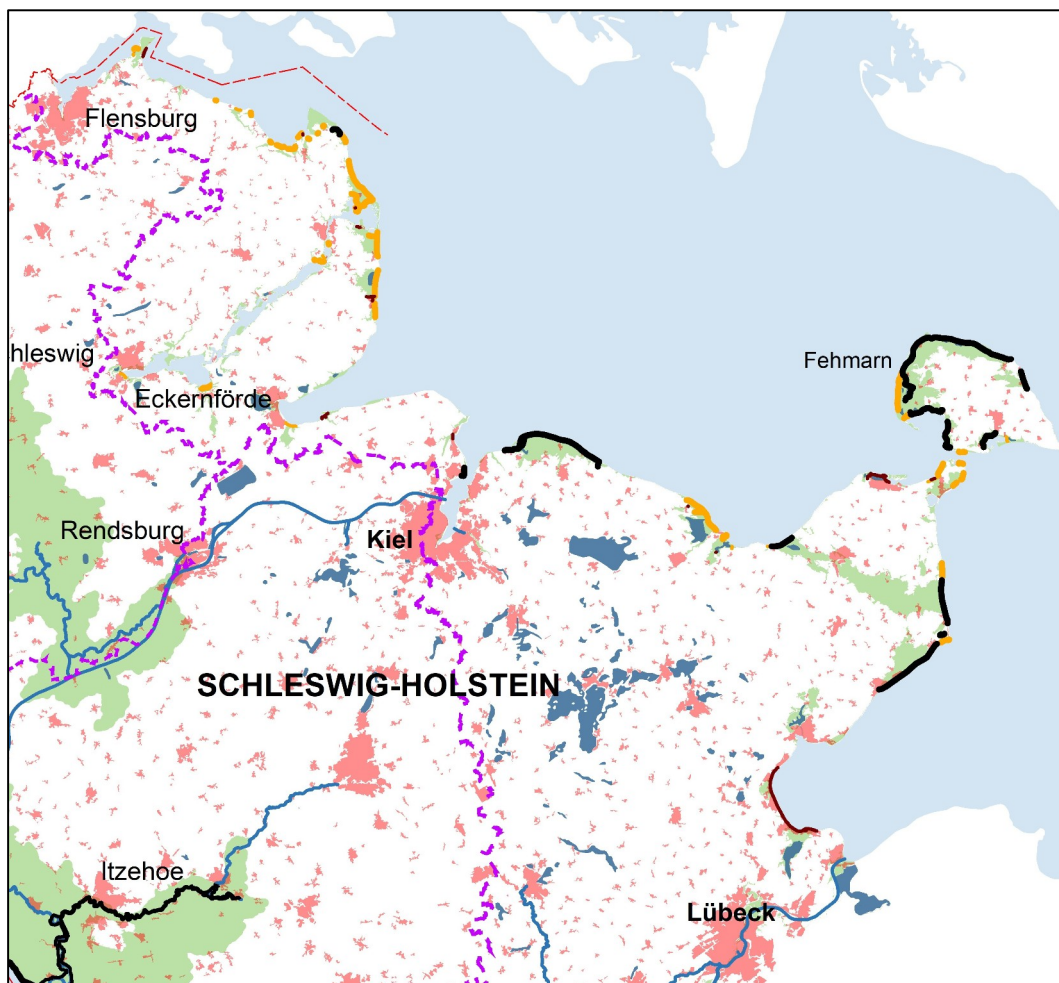 Flensburg
Fehmarn
hleswig
Eckernförde
Rendsburg
Kiel
SCHLESWIG-HOLSTEIN
Itzehoe
Lübeck